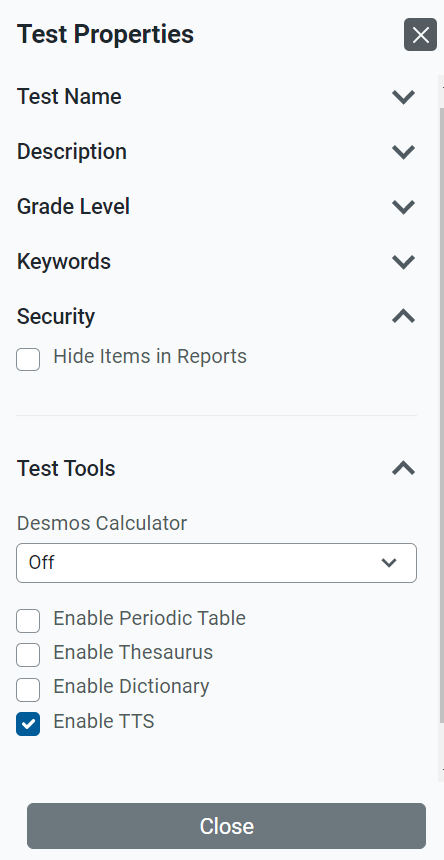 Test Properties
Test Name
Description
Grade Level
Keywords
Security
Hide Items in Reports
Test Tools
Desmos Calculator
Off
Enable Periodic Table
Enable Thesaurus
Enable Dictionary
Enable TTS
Close